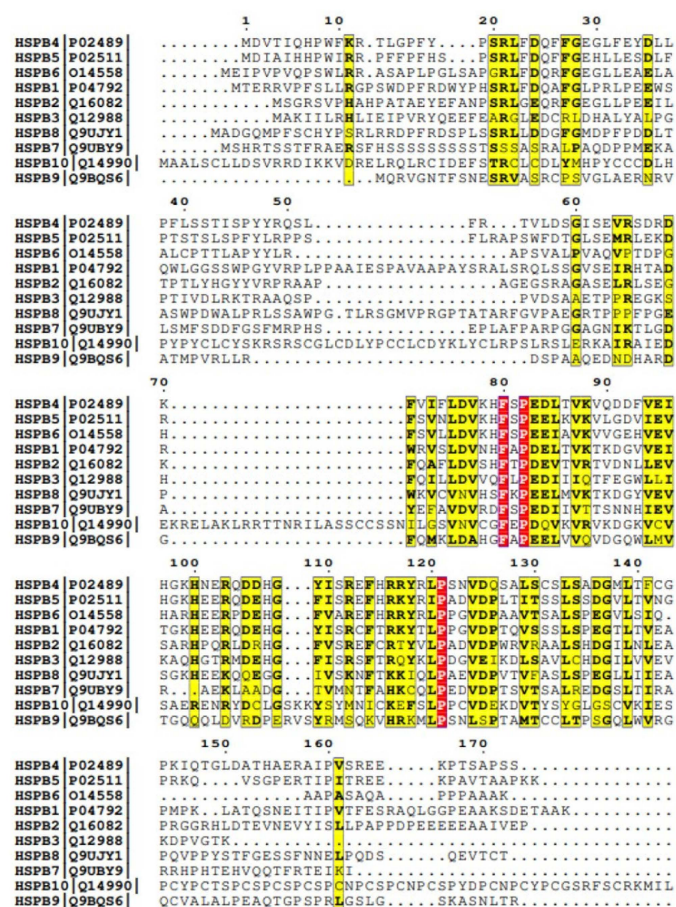 1 10 20 30
HSPB4|P02489| ........MDVTIQHPWFKR.TLGPFY....PSRLFDQFFGEGLFEYDLL
HSPB5|P02511| ........MDIAIHHPWIRR.PFFPFHS...PSRLFDQFFGEHLLESDLF
HSPB6|O14558| ......MEIPVPVQPSWLRR.ASAPLPGLSAPGRLFDQRFGEGLLEAELA
HSPB1|P04792| .......MTERRVPFSLLRGPSWDPFRDWYPHSRLFDQAFGLPRLPEEWS
HSPB2|Q16082| .........MSGRSVPHAHPATAEYEFANPSRLGEQRFGEGLLPEEIL
HSPB3|Q12988| .........MAKIILRHLIEIPVRYQEEFEARGLEDCRLDHALYALPG
HSPB8|Q9UJY1| ....MADGQMPFSCHYPSRLRRDPFRDSPLSSRLLDDGFGMDPFPDDLT
HSPB7|Q9UBY9| .....MSHRTSSTFRAERSFHSSSSSSSSSTSSSASRALPAQDPPMEKA
HSPB10|Q14990| MAALSCLLDSVRRDIKKVDRELRQLRCIDEFSTRCLCDLYMHPYCCCDLH
HSPB9|Q9BQS6| ....................MQRVGNTFSNESRVASRCPSVGLAERNRV
40 50 60
HSPB4|P02489| PFLSSTISPYYRQSL..................FR...TVLDSGISEVRSDRD
HSPB5|P02511| PTSTSLSPFYLRPPS..................FLRAPSWFDTGLSEMRLEKD
HSPB6|O14558| ALCPTTLAPYYLR....................APSVALPVAQVPTDPG
HSPB1|P04792| QWLGGSSWPGYVRPLPPAAIESPAVAAPAYSRALSRQLSSGVSEIRHTAD
HSPB2|Q16082| TPTLYHGYYVRPRAAP.................AGEGSRAGASELRLSEG
HSPB3|Q12988| PTIVDLRKTRAAQSP..................PVDSAAETPPREGKS
HSPB8|Q9UJY1| ASWPDWALPRLSSAWPG.TLRSGMVPRGPTATARFGVPAEGRTPPPFPGE
HSPB7|Q9UBY9| LSMFSDDFGSFMRPHS.................EPLAFPARPGGAGNIKTLGD
HSPB10|Q14990| PYPYCLCYSKRSRSCGLCDLYPCCLCDYKLYCLRPSLRSLERKAIRAIED
HSPB9|Q9BQS6| ATMPVRLLR........................DSPAAQEDNDHARD
70 80 90
HSPB4|P02489| K........................FVIFLDVKHFSPEDLTVKVQDDFVEI
HSPB5|P02511| R........................FSVNLDVKHFSPEELKVKVLGDVIEV
HSPB6|O14558| H........................FSVLLDVKHFSPEEIAVKVVGEHVEV
HSPB1|P04792| R........................WRVSLDVNHFAPDELTVKTKDGVVEI
HSPB2|Q16082| K........................FQAFLDVSHFTPDEVTVRTVDNLLEV
HSPB3|Q12988| H........................FQILLDVVQFLPEDIIIQTFEGWLLI
HSPB8|Q9UJY1| P........................WKVCVNVHSFKPEELMVKTKDGYVEV
HSPB7|Q9UBY9| A........................YEFAVDVRDFSPEDIIVTTSNNHIEV
HSPB10|Q14990| EKRELAKLRRTTNRILASSCCSSNILGSVNVCGFEPDQVKVRVKDGKVCV
HSPB9|Q9BQS6| G........................FQMKLDAHGFAPEELVVQVDGQWLMV
100 110 120 130 140
HSPB4|P02489| HGKHNERQDDHG...YISREFHRRYRLPSNVDQSALSCSLSADGMLTFCG
HSPB5|P02511| HGKHEERQDEHG...FISREFHRKYRIPADVDPLTITSSLSSDGVLTVNG
HSPB6|O14558| HARHEERPDEHG...FVAREFHRRYRLPPGVDPAAVTSALSPEGVLSIQ.
HSPB1|P04792| TGKHEERQDEHG...YISRCFTRKYTLPPGVDPTQVSSSLSPEGTLTVEA
HSPB2|Q16082| SARHPQRLDRHG...FVSREFCRTYVLPADVDPWRVRAALSHDGILNLEA
HSPB3|Q12988| KAQHGTRMDEHG...FISRSFTRQYKLPDGVEIKDLSAVLCHDGILVVEV
HSPB8|Q9UJY1| SGKHEEKQQEGG...IVSKNFTKKIQLPAEVDPVTVFASLSPEGLLIIEA
HSPB7|Q9UBY9| R..AEKLAADG...TVMNTFAHKCQLPEDVDPTSVTSALREDGSLTIRA
HSPB10|Q14990| SAERENRYDCLGSKKYSYMNICKEFSLPPCVDEKDVTYSYGLGSCVKIES
HSPB9|Q9BQS6| TGQQQLDVRDPERVSYRMSQKVHRKMLPSNLSPTAMTCCLTPSGQLWVRG
150 160 170
HSPB4|P02489| PKIQTGLDATHAERAIPVSREE....KPTSAPSS................
HSPB5|P02511| PRKQ....VSGPERTIPITREE....KPAVTAAPKK..............
HSPB6|O14558| ..............AAPASAQA....PPPAAAK.................
HSPB1|P04792| PMPK..LATQSNEITIPVTFESRAQLGGPEAAKSDETAAK..........
HSPB2|Q16082| PRGGRHLDTEVNEVYISLLPAPPDPEEEEEAAIVEP..............
HSPB3|Q12988| KDPVGTK...........................................
HSPB8|Q9UJY1| PQVPPYSTFGESSFNNELPQDS.....QEVTCT.................
HSPB7|Q9UBY9| RRHPHTEHVQQTFRTEIKI...............................
HSPB10|Q14990| PCYPCTSPCSPCSPCSPCNPCSPCNPCSPYDPCNPCYPCGSRFSCRKMIL
HSPB9|Q9BQS6| QCVALALPEAQTGPSPRLGSLG.....SKASNLTR...............